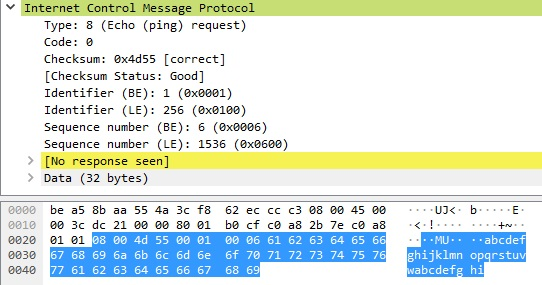 Internet Control Message Protocol
Type: 8 (Echo (ping) request)
Code: 0
Checksum: 0x4d55 [correct]
[Checksum Status: Good]
Identifier (BE): 1 (0x0001)
Identifier (LE): 256 (0x0100)
Sequence number (BE): 6 (0x0006)
Sequence number (LE): 1536 (0x0600)
[No response seen]
Data (32 bytes)
0000 be a5 8b aa 55 4a 3c f8 62 ec cc c3 08 00 45 00 ····UJ<· b·····E·
0010 00 3c dc 21 00 00 80 01 b0 cf c0 a8 2b 7e c0 a8 ·<·!···· ····+~··
0020 01 01 08 00 4d 55 00 01 00 06 61 62 63 64 65 66 ····MU·· ··abcdef
0030 67 68 69 6a 6b 6c 6d 6e 6f 70 71 72 73 74 75 76 ghijklmn opqrstuv
0040 77 61 62 63 64 65 66 67 68 69 wabcdefg hi